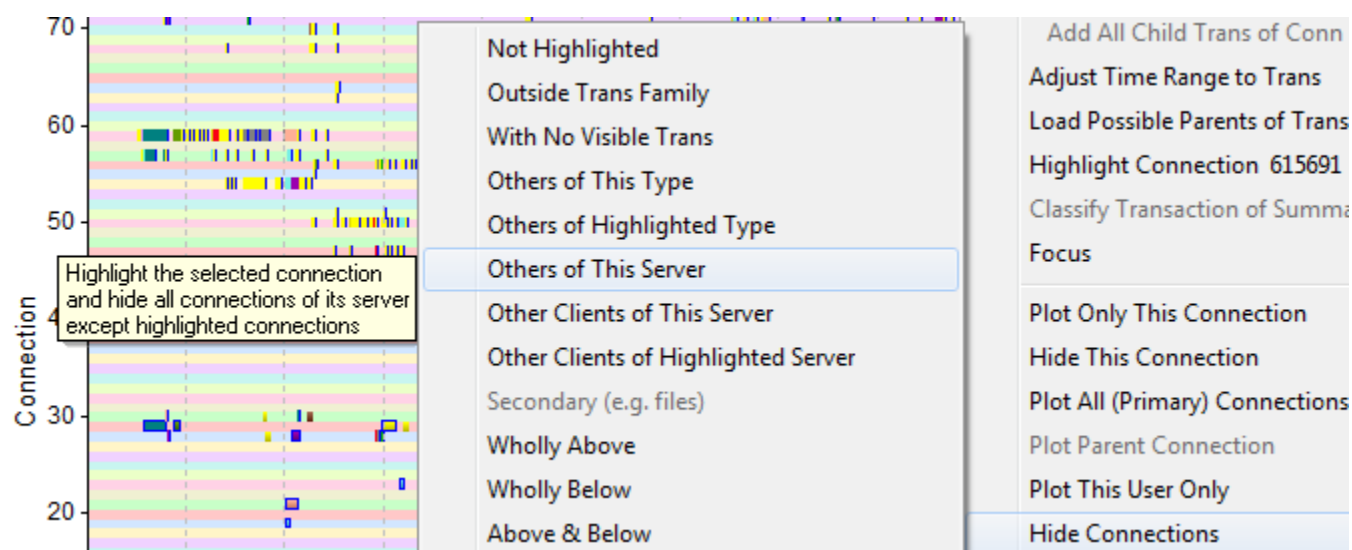 70
60
50
4
30
20
Connection
Highlight the selected connection
and hide all connections of its server
except highlighted connections
Not Highlighted
Outside Trans Family
With No Visible Trans
Others of This Type
Others of Highlighted Type
Others of This Server
Other Clients of This Server
Other Clients of Highlighted Server
Secondary (e.g. files)
Wholly Above
Wholly Below
Above & Below
Add All Child Trans of Conn
Adjust Time Range to Trans
Load Possible Parents of Trans
Highlight Connection 615691
Classify Transaction of Summa
Focus
Plot Only This Connection
Hide This Connection
Plot All (Primary) Connections
Plot Parent Connection
Plot This User Only
Hide Connections